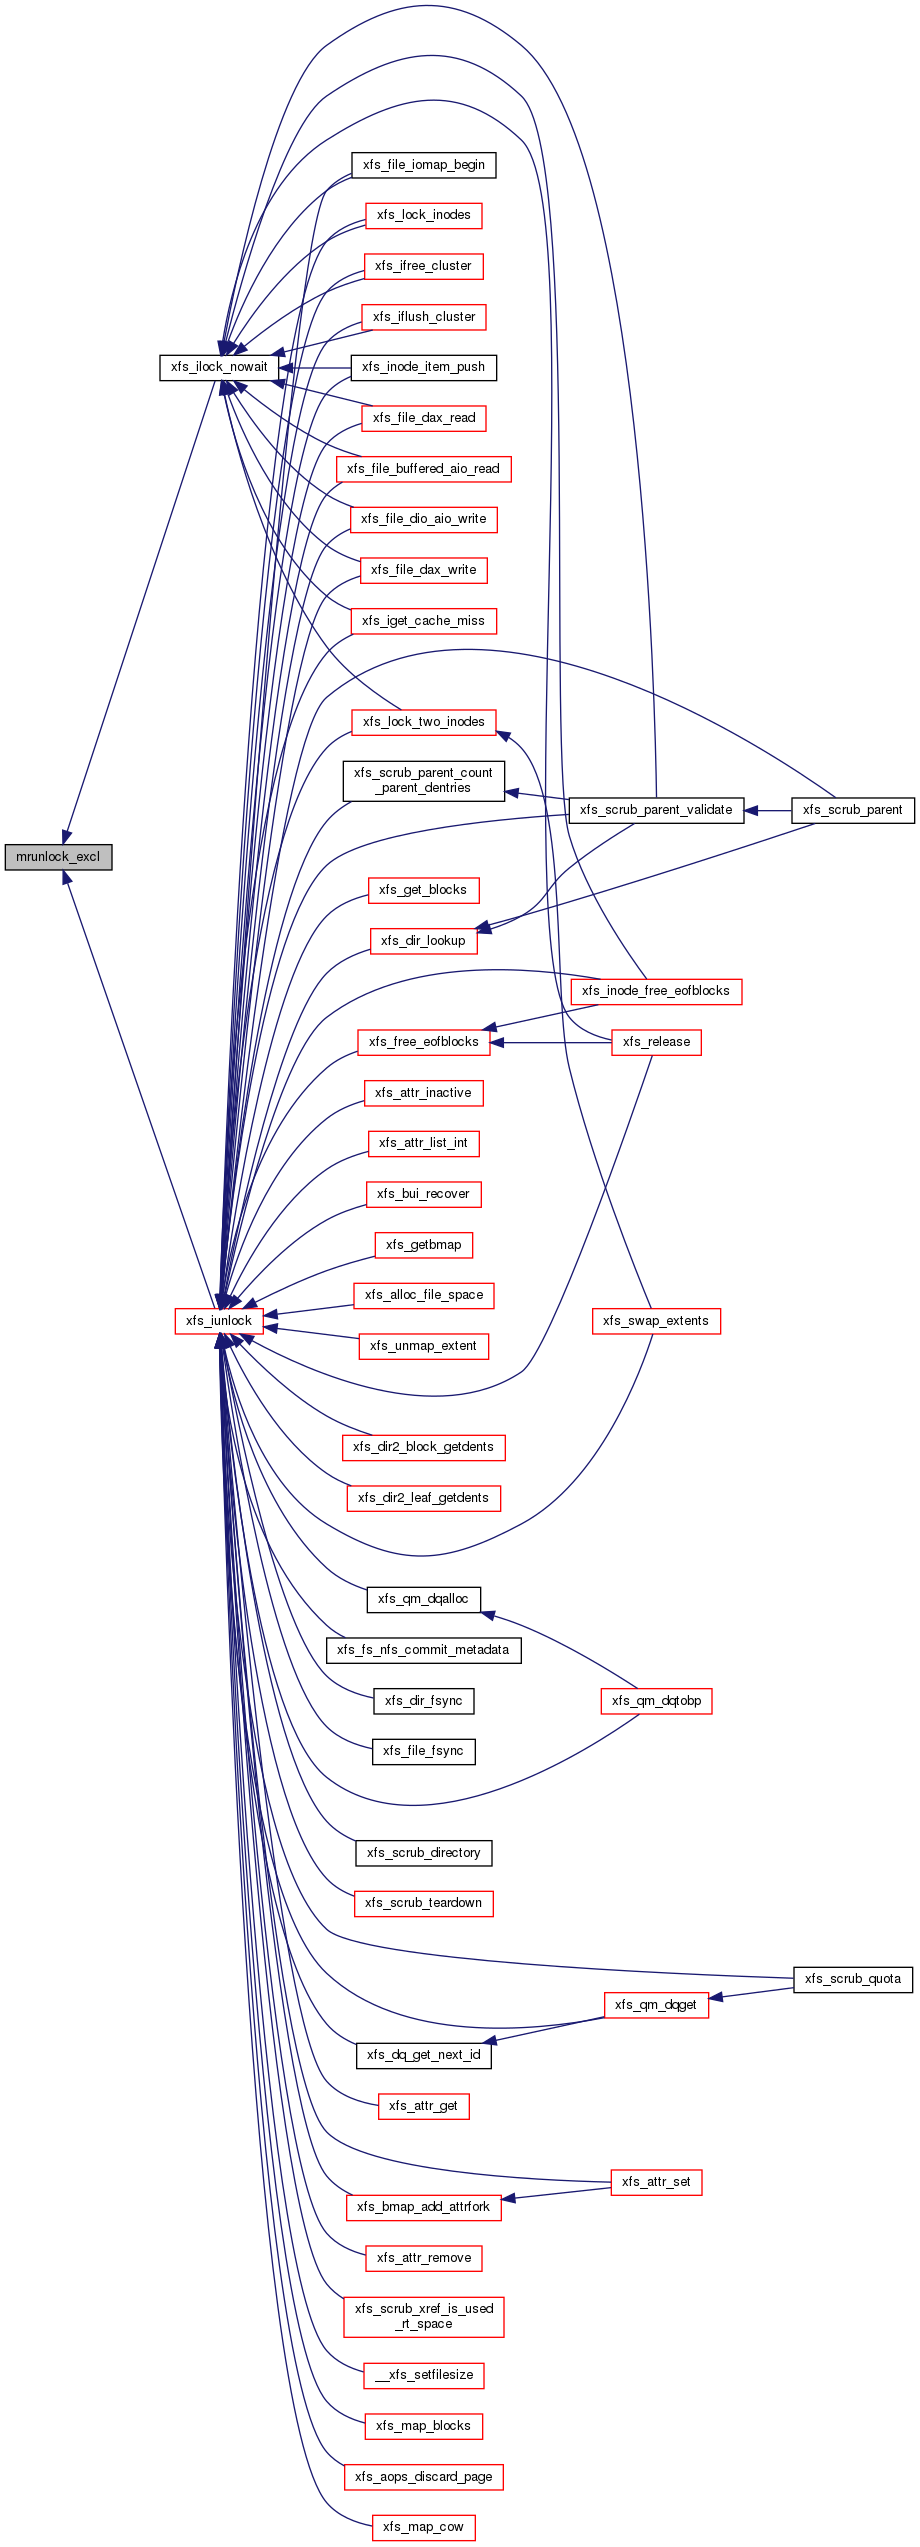 xfs_file_iomap_begin
xfs_lock_inodes
xfs_ifree_cluster
xfs_iflush_cluster
xfs_ilock_nowait
xfs_inode_item_push
xfs_file_dax_read
xfs_file_buffered_aio_read
xfs_file_dio_aio_write
xfs_file_dax_write
xfs_iget_cache_miss
xfs_lock_two_inodes
xfs_scrub_parent_count
_parent_dentries
xfs_scrub_parent_validate
xfs_scrub_parent
mrunlock_excl
xfs_get_blocks
xfs_dir_lookup
xfs_inode_free_eofblocks
xfs_free_eofblocks
xfs_release
xfs_attr_inactive
xfs_attr_list_int
xfs_bui_recover
xfs_getbmap
xfs_alloc_file_space
xfs_iunlock
xfs_swap_extents
xfs_unmap_extent
xfs_dir2_block_getdents
xfs_dir2_leaf_getdents
xfs_qm_dqalloc
xfs_fs_nfs_commit_metadata
xfs_dir_fsync
xfs_qm_dqtobp
xfs_file_fsync
xfs_scrub_directory
xfs_scrub_teardown
xfs_scrub_quota
xfs_qm_dqget
xfs_dq_get_next_id
xfs_attr_get
xfs_attr_set
xfs_bmap_add_attrfork
xfs_attr_remove
xfs_scrub_xref_is_used
_rt_space
__xfs_setfilesize
xfs_map_blocks
xfs_aops_discard_page
xfs_map_cow